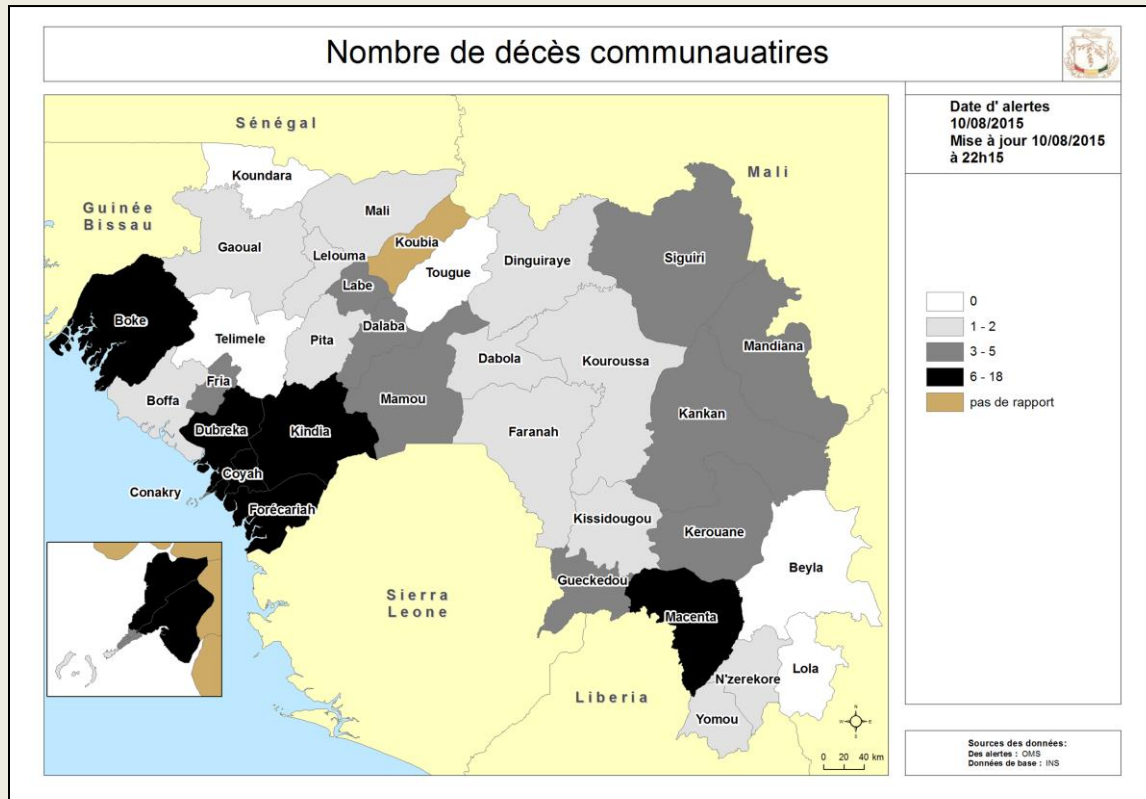 Nombre de décès communauatires
Date d' alertes
10/08/2015
Mise à jour 10/08/2015
à 22h15
Sénégal
Koundara
Mali
Mali
Guinée
Bissau
Koubia
Gaoual
Lelouma
Tougue
Dinguiraye
Siguiri
Labe
Boke
Dalaba
Telimele
Pita
Dabola
Kouroussa
Mandiana
Fria
Boffa
Mamou
Kankan
Dubreka
Kindia
Faranah
Coyah
Conakry
Forécariah
Kissidougou
Kerouane
Beyla
Gueckedou
Sierra
Leone
Macenta
Lola
N'zerekore
Liberia
Yomou
0
1 - 2
3 - 5
6 - 18
pas de rapport
N
0 20 40 km
Sources des données:
Des alertes : OMS
Données de base : INS